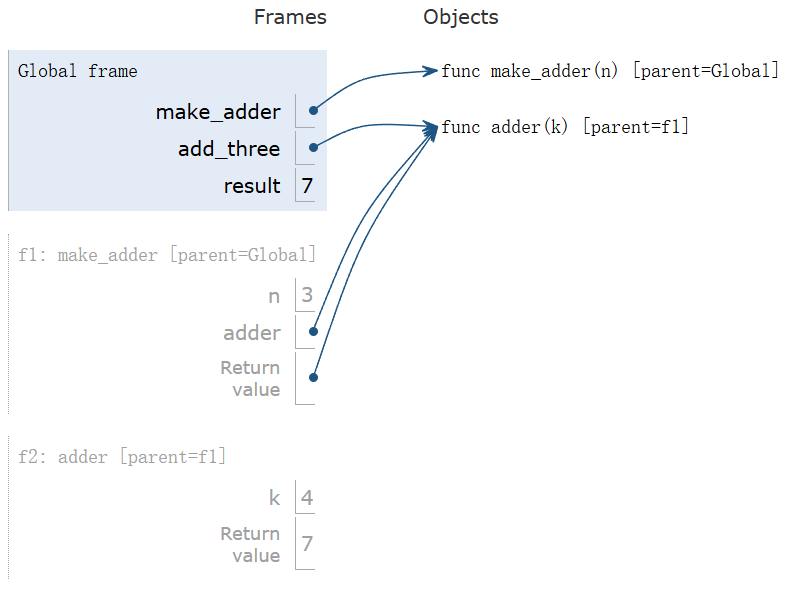 Frames Objects
Global frame
func make_adder(n) [parent=Global]
make_adder
func adder(k) [parent=f1]
add_three
result 7
f1: make_adder [parent=Global]
n 3
adder
Return
value
f2: adder [parent=f1]
k 4
Return
value 7